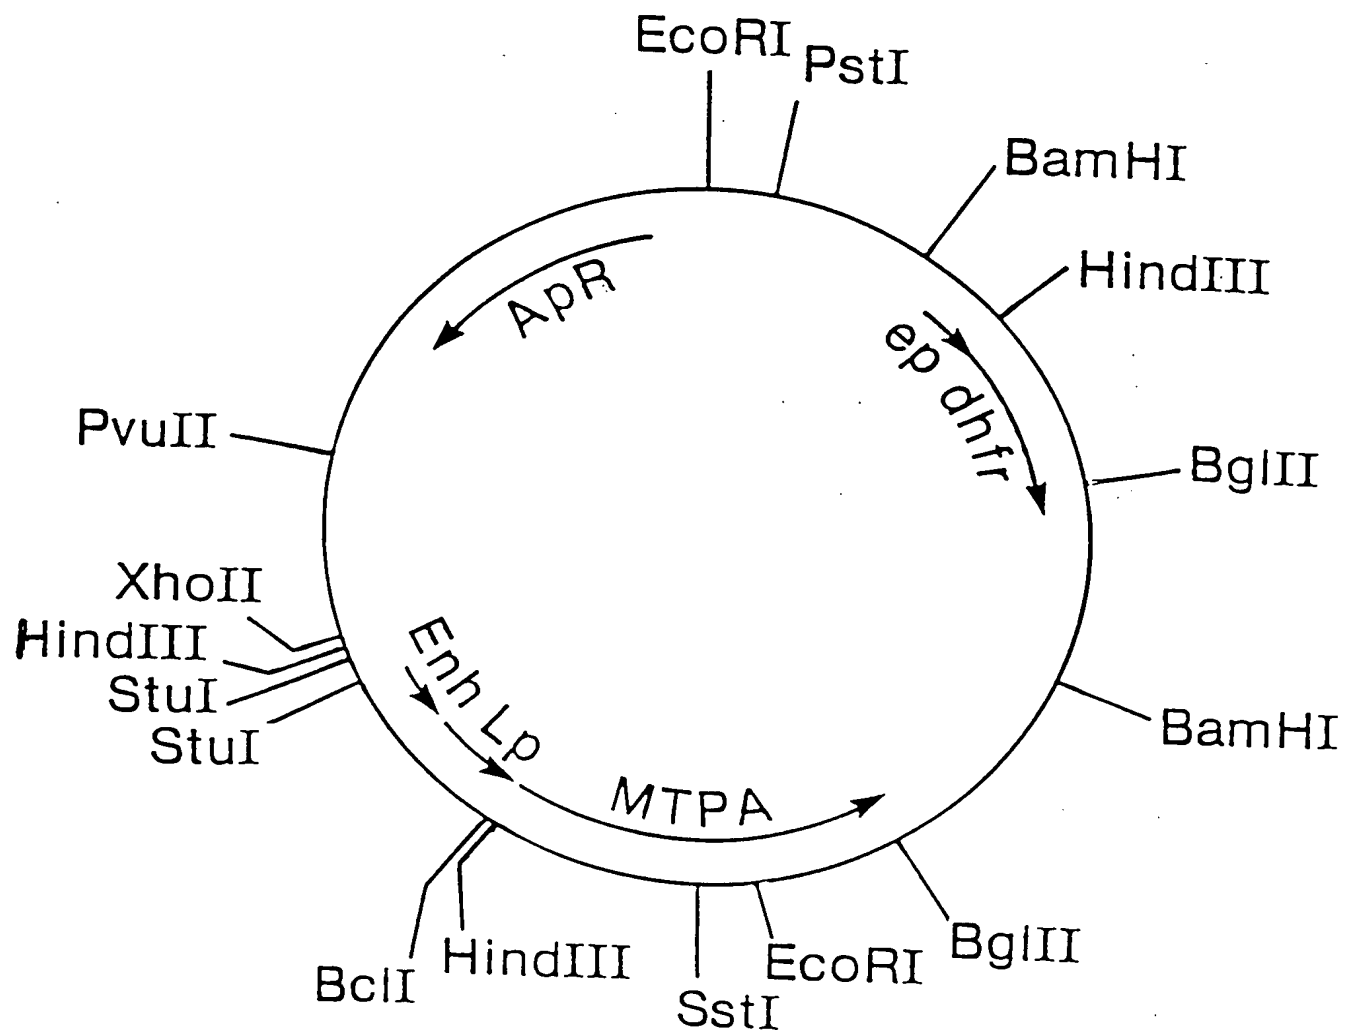 EcoRI
PstI
BamHI
HindIII
ApR
ep dhfr
PvuII
BglII
XhoII
HindIII
StuI
StuI
Enh Lp
BamHI
MTPA
BglII
HindIII
EcoRI
BclI
SstI